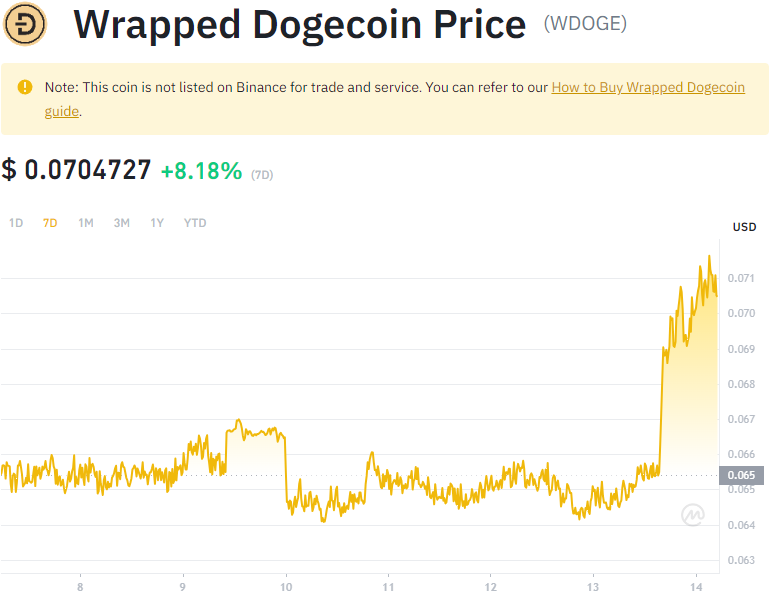 Wrapped Dogecoin Price (WDOGE)
Note: This coin is not listed on Binance for trade and service. You can refer to our How to Buy Wrapped Dogecoin
guide.
$ 0.0704727 +8.18% (7D)
1D 7D 1M 3M 1Y YTD
USD
0.071
0.070
0.069
0.068
0.067
0.066
0.065
0.065
0.064
0.063
8 9 10 11 12 13 14